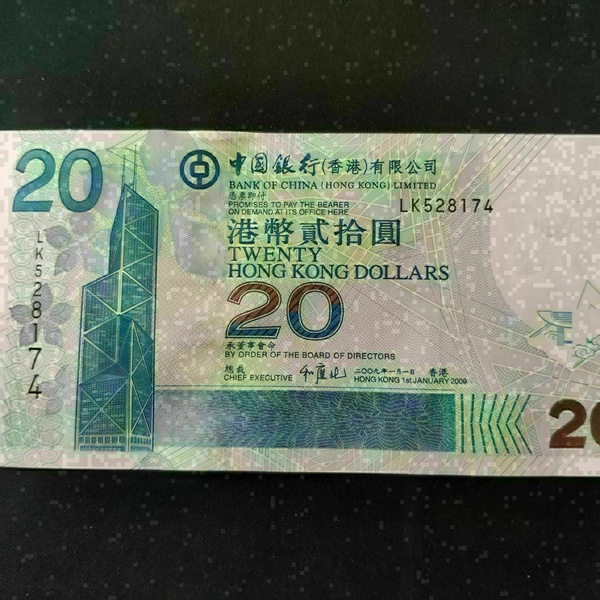 20
中國銀行(香港)有限公司
BANK OF CHINA (HONG KONG) LIMITED
憑票即付
PROMISES TO PAY THE BEARER
ON DEMAND AT ITS OFFICE HERE
LK528174
港幣貳拾圓
TWENTY
HONG KONG DOLLARS
20
承董事會命
BY ORDER OF THE BOARD OF DIRECTORS
總裁
CHIEF EXECUTIVE
二〇〇九年一月一日 香港
HONG KONG 1st JANUARY 2009
LK528174
20